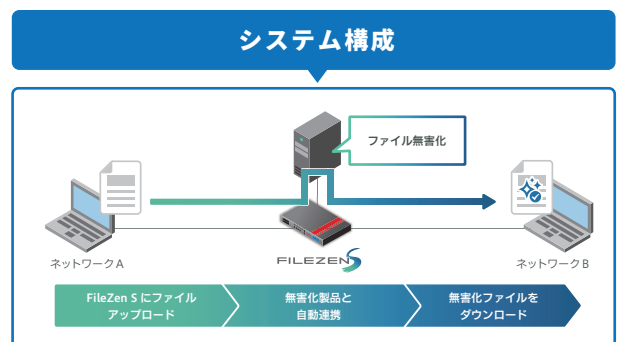 システム構成
ファイル無害化
ネットワークA
FILEZEN S
ネットワークB
FileZen S にファイル
アップロード
無害化製品と
自動連携
無害化ファイルを
ダウンロード